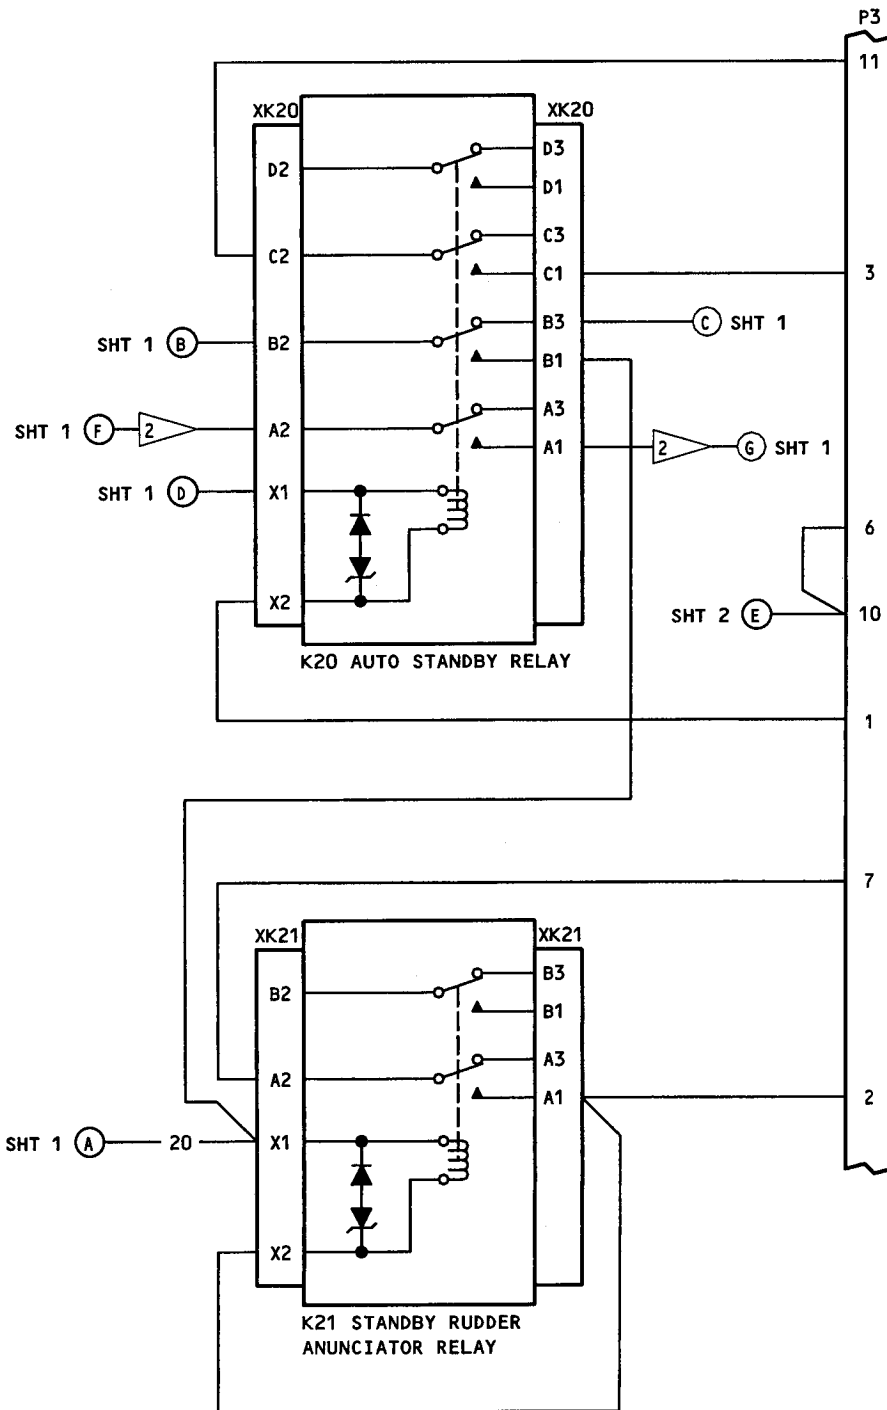 P3
11
XK20 XK20
D2 D3
D1
C2 C3
C1 3
SHT 1 B B2 B3 C SHT 1
B1
SHT 1 F 2 A2 A3
A1 2 G SHT 1
SHT 1 D X1
6
X2
SHT 2 E 10
K20 AUTO STANDBY RELAY
1
7
XK21 XK21
B2 B3
B1
A2 A3
A1 2
SHT 1 A 20 X1
X2
K21 STANDBY RUDDER
ANUNCIATOR RELAY